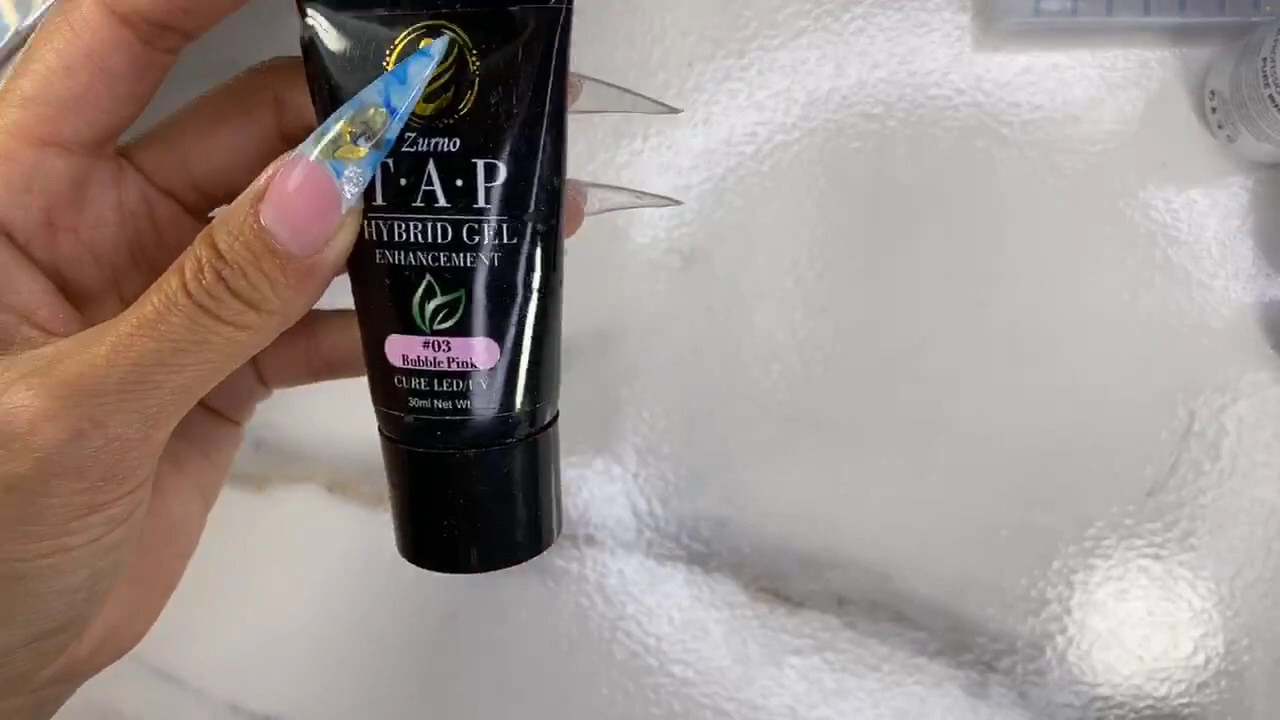 Zurno
T·A·P
HYBRID GEL
ENHANCEMENT
#03
Bubble Pink
CURE LED/UV
30ml Net Wt